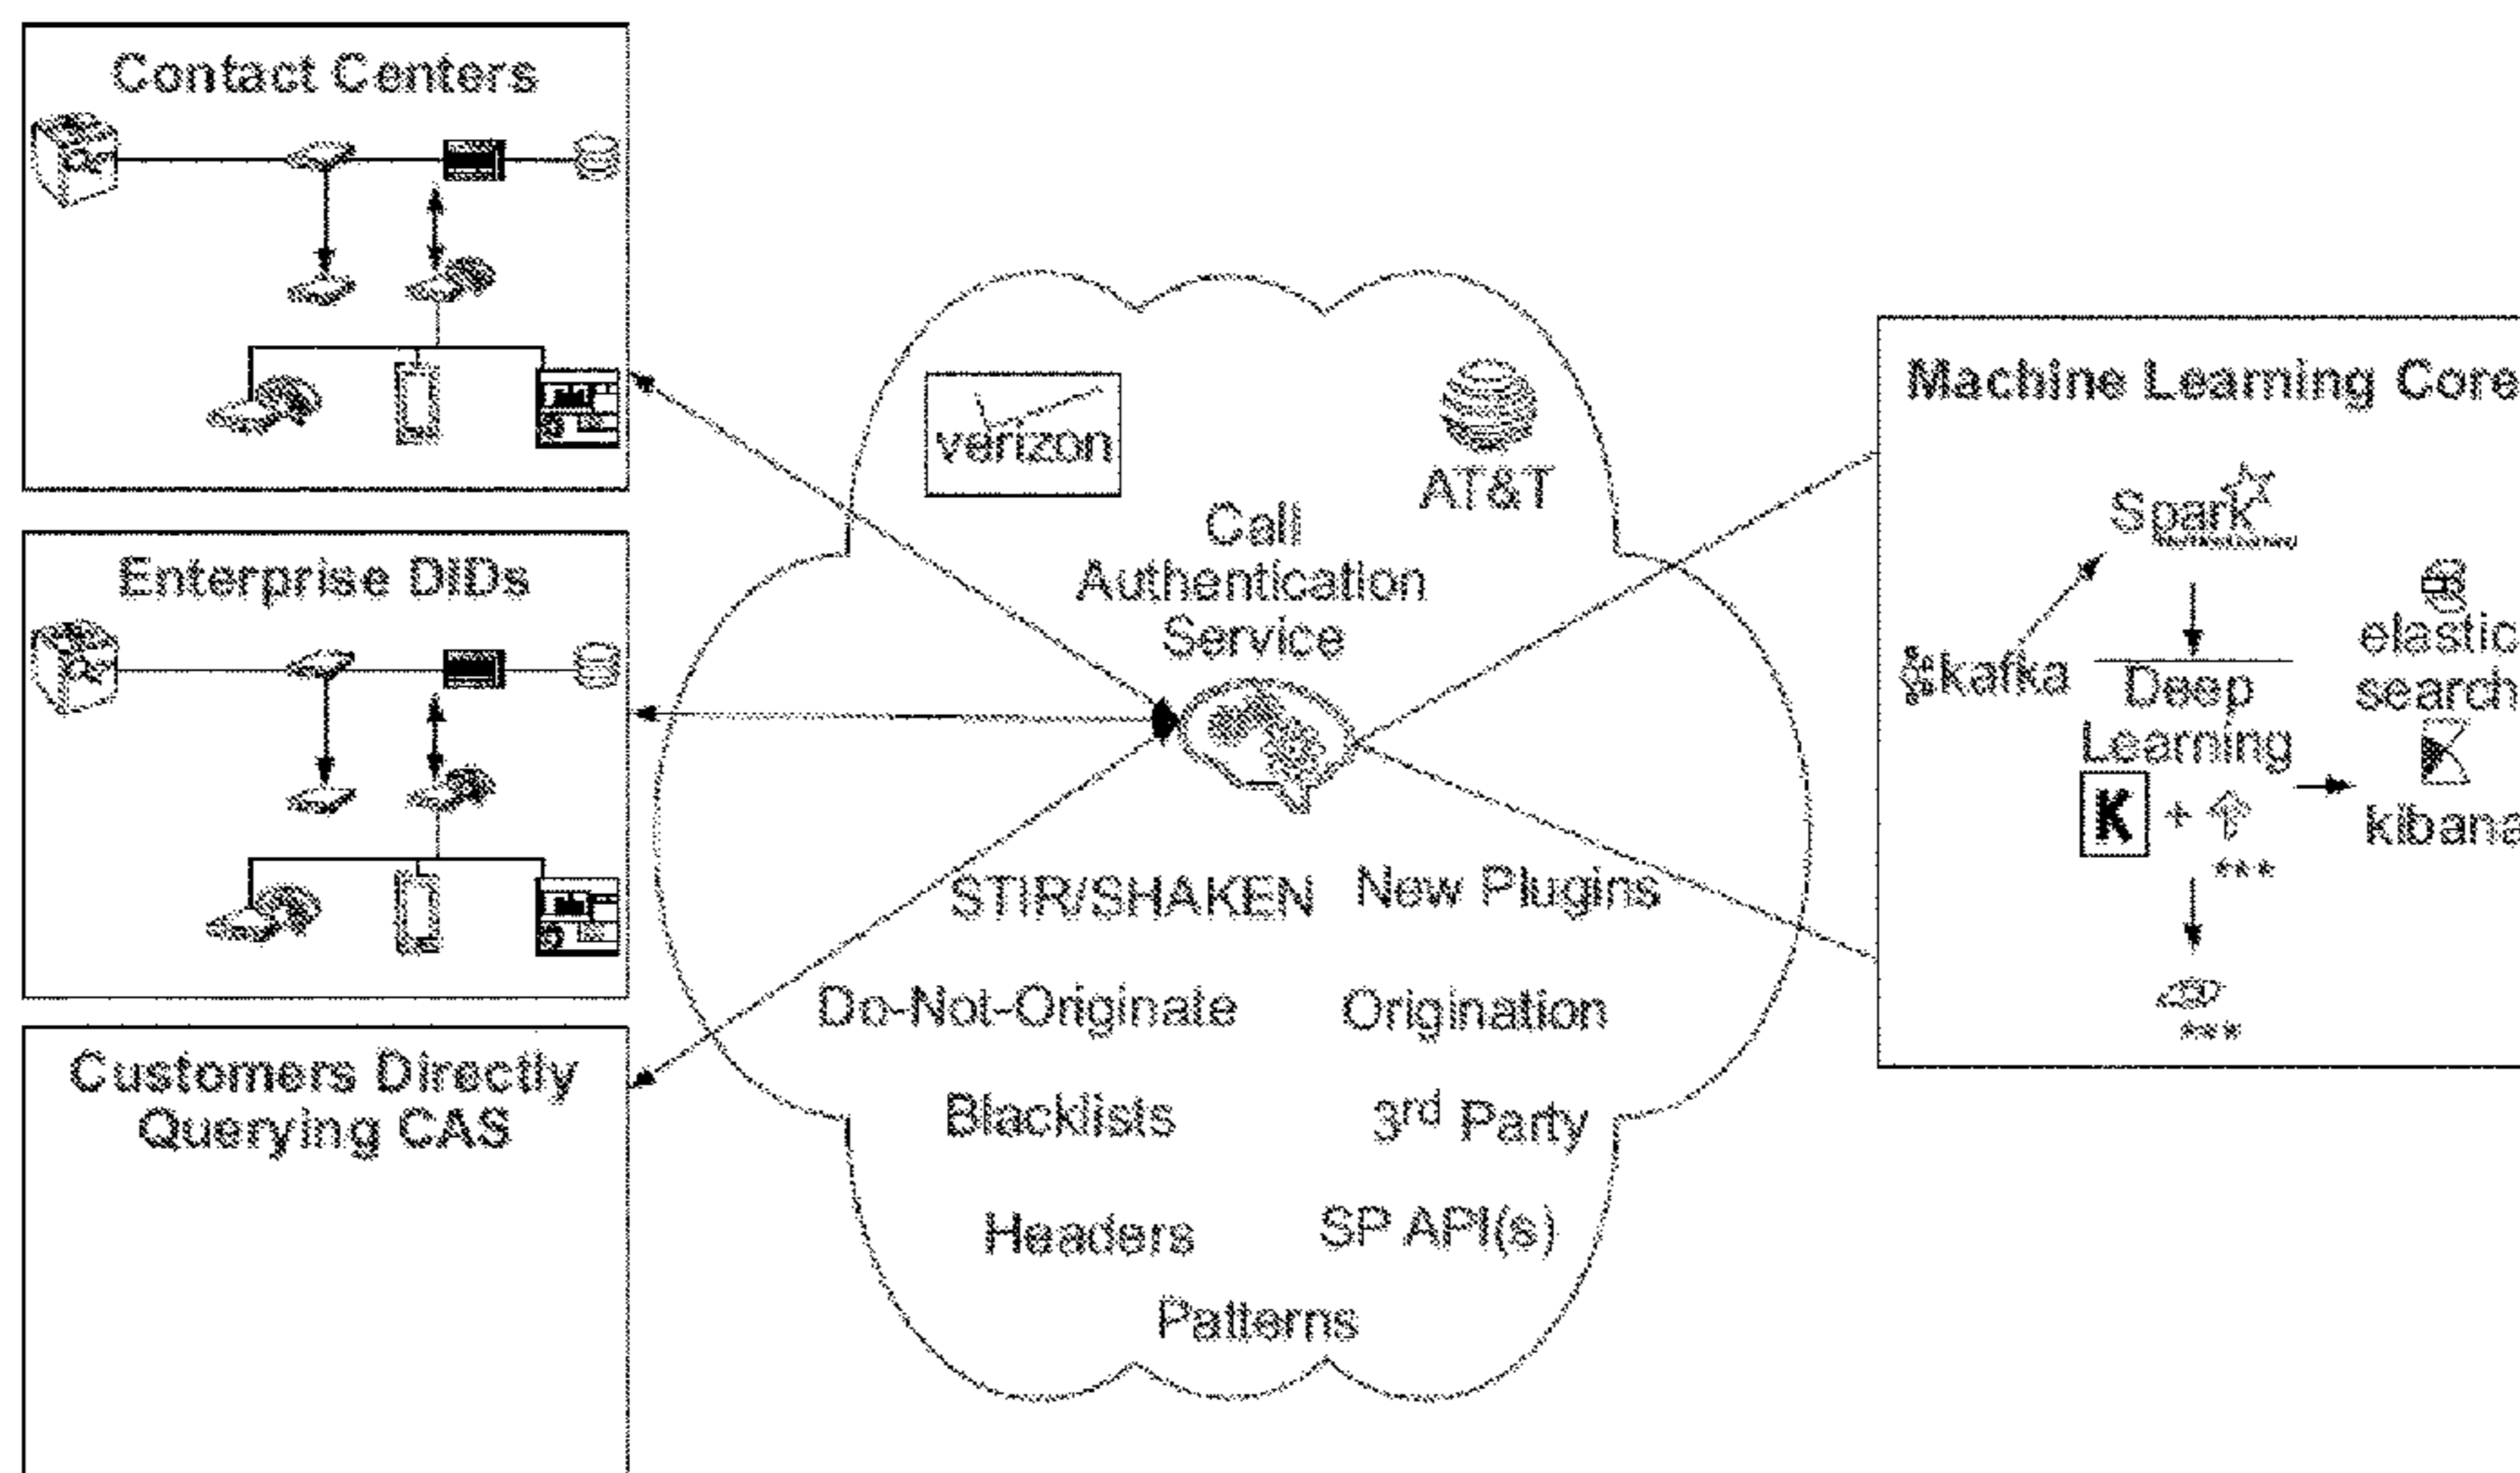 Contact Centers
Enterprise DIDs
Customers Directly
Querying CAS
verizon
AT&T
Call
Authentication
Service
STIR/SHAKEN
New Plugins
Do-Not-Originate
Origination
Blacklists
3rd Party
Headers
SP API(s)
Patterns
Machine Learning Core
Spark
kafka
Deep
Learning
K + 
***
elastic
search
kibana
***